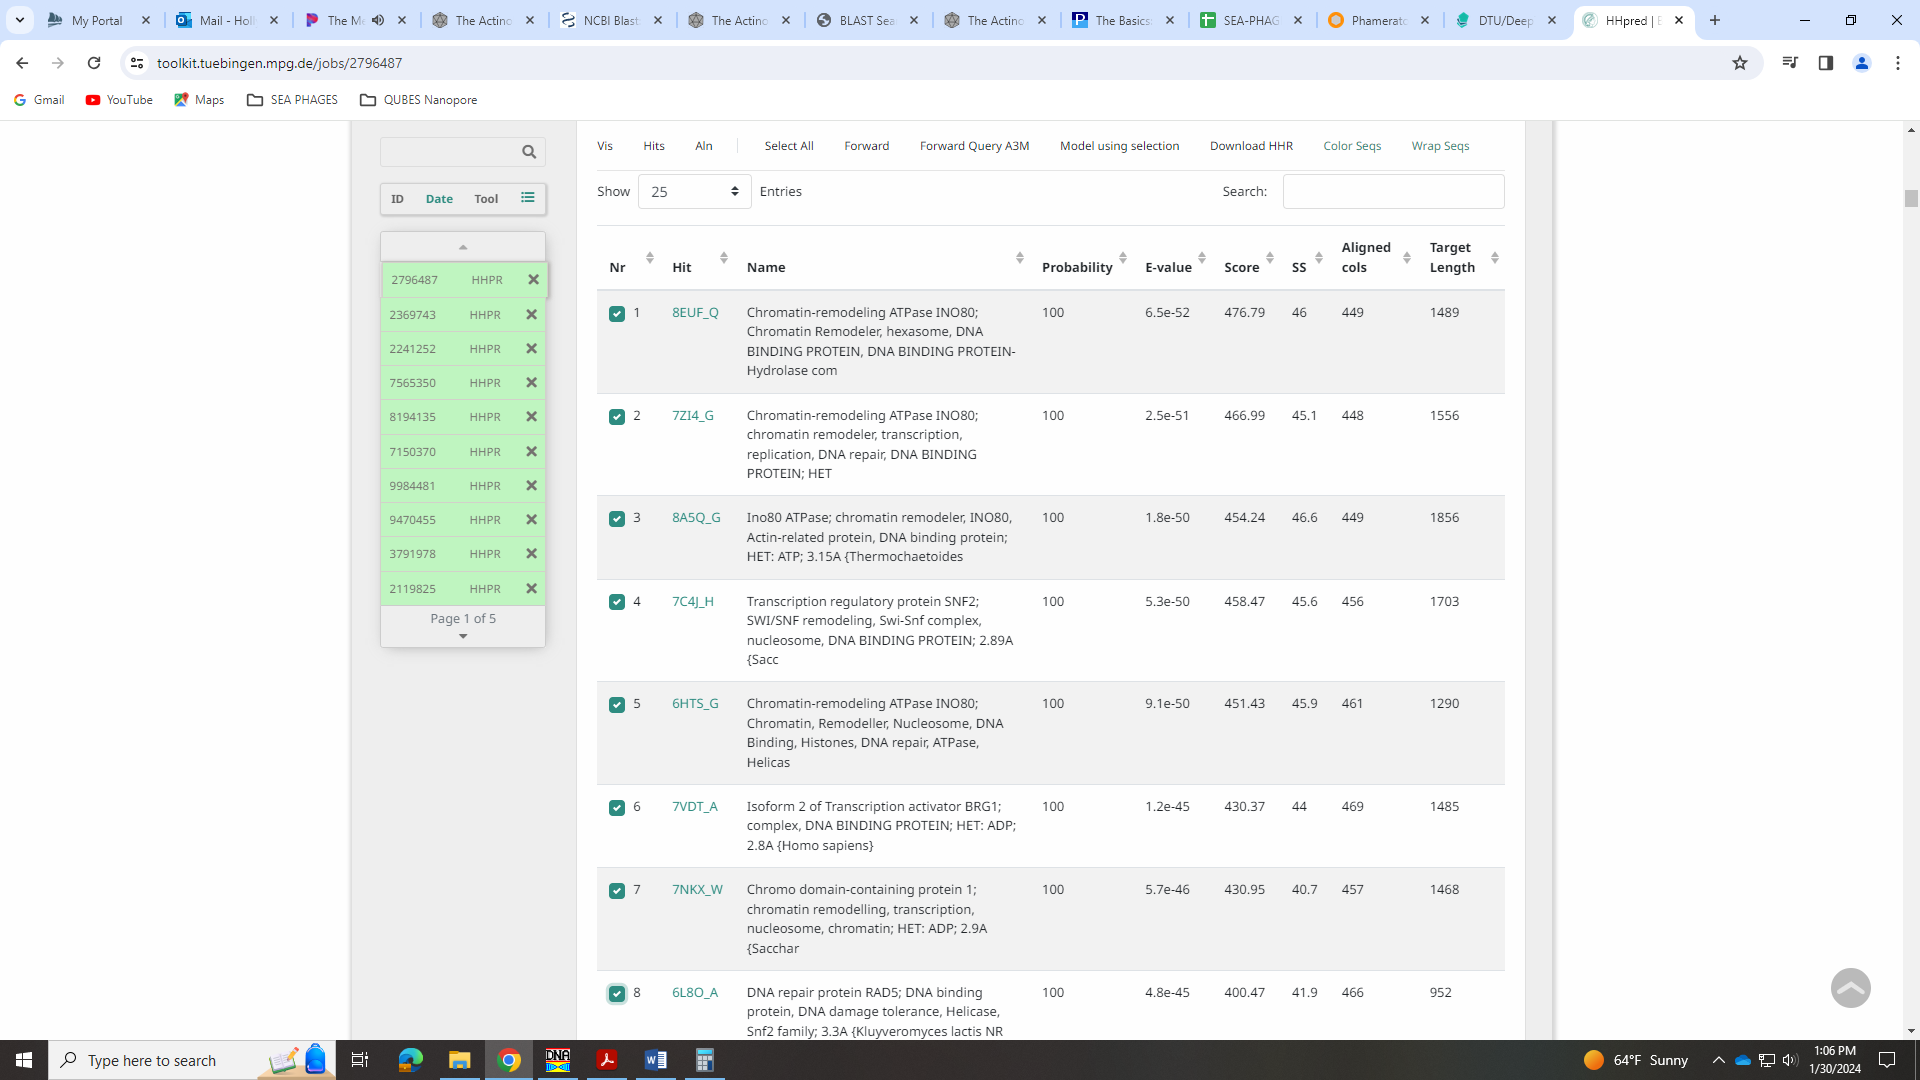 My Portal
Mail - Holl
The Me
The Actino
NCBI Blast
The Actino
BLAST Sea
The Actino
The Basics:
SEA-PHAG
Phamerato
DTU/Deep
HHpred | B
toolkit.tuebingen.mpg.de/jobs/2796487
Gmail YouTube Maps SEA PHAGES QUBES Nanopore
Vis Hits Aln Select All Forward Forward Query A3M Model using selection Download HHR Color Seqs Wrap Seqs
Show 25 Entries Search:
ID Date Tool
2796487 HHPR
2369743 HHPR
2241252 HHPR
7565350 HHPR
8194135 HHPR
7150370 HHPR
9984481 HHPR
9470455 HHPR
3791978 HHPR
2119825 HHPR
Page 1 of 5
Nr Hit Name Probability E-value Score SS Aligned cols Target Length
1 8EUF_Q Chromatin-remodeling ATPase INO80; 100 6.5e-52 476.79 46 449 1489
Chromatin Remodeler, hexasome, DNA
BINDING PROTEIN, DNA BINDING PROTEIN-
Hydrolase com
2 7ZI4_G Chromatin-remodeling ATPase INO80; 100 2.5e-51 466.99 45.1 448 1556
chromatin remodeler, transcription,
replication, DNA repair, DNA BINDING
PROTEIN; HET
3 8A5Q_G Ino80 ATPase; chromatin remodeler, INO80, 100 1.8e-50 454.24 46.6 449 1856
Actin-related protein, DNA binding protein;
HET: ATP; 3.15A {Thermochaetoides
4 7C4J_H Transcription regulatory protein SNF2; 100 5.3e-50 458.47 45.6 456 1703
SWI/SNF remodeling, Swi-Snf complex,
nucleosome, DNA BINDING PROTEIN; 2.89A
{Sacc
5 6HTS_G Chromatin-remodeling ATPase INO80; 100 9.1e-50 451.43 45.9 461 1290
Chromatin, Remodeller, Nucleosome, DNA
Binding, Histones, DNA repair, ATPase,
Helicas
6 7VDT_A Isoform 2 of Transcription activator BRG1; 100 1.2e-45 430.37 44 469 1485
complex, DNA BINDING PROTEIN; HET: ADP;
2.8A {Homo sapiens}
7 7NKX_W Chromo domain-containing protein 1; 100 5.7e-46 430.95 40.7 457 1468
chromatin remodelling, transcription,
nucleosome, chromatin; HET: ADP; 2.9A
{Sacchar
8 6L8O_A DNA repair protein RAD5; DNA binding 100 4.8e-45 400.47 41.9 466 952
protein, DNA damage tolerance, Helicase,
Snf2 family; 3.3A {Kluyveromyces lactis NR
Type here to search
DNA
64°F Sunny
1:06 PM
1/30/2024